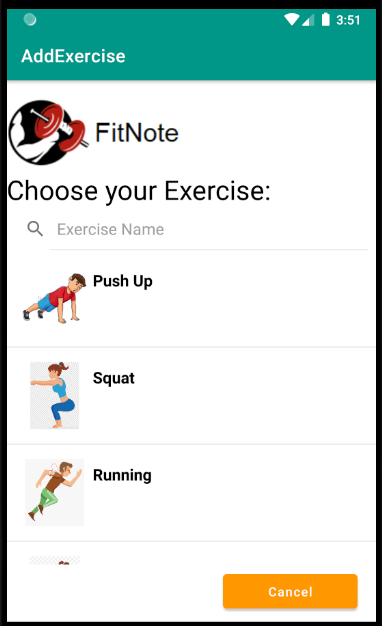 3:51
AddExercise
FitNote
Choose your Exercise:
Exercise Name
Push Up
Squat
Running
Cancel